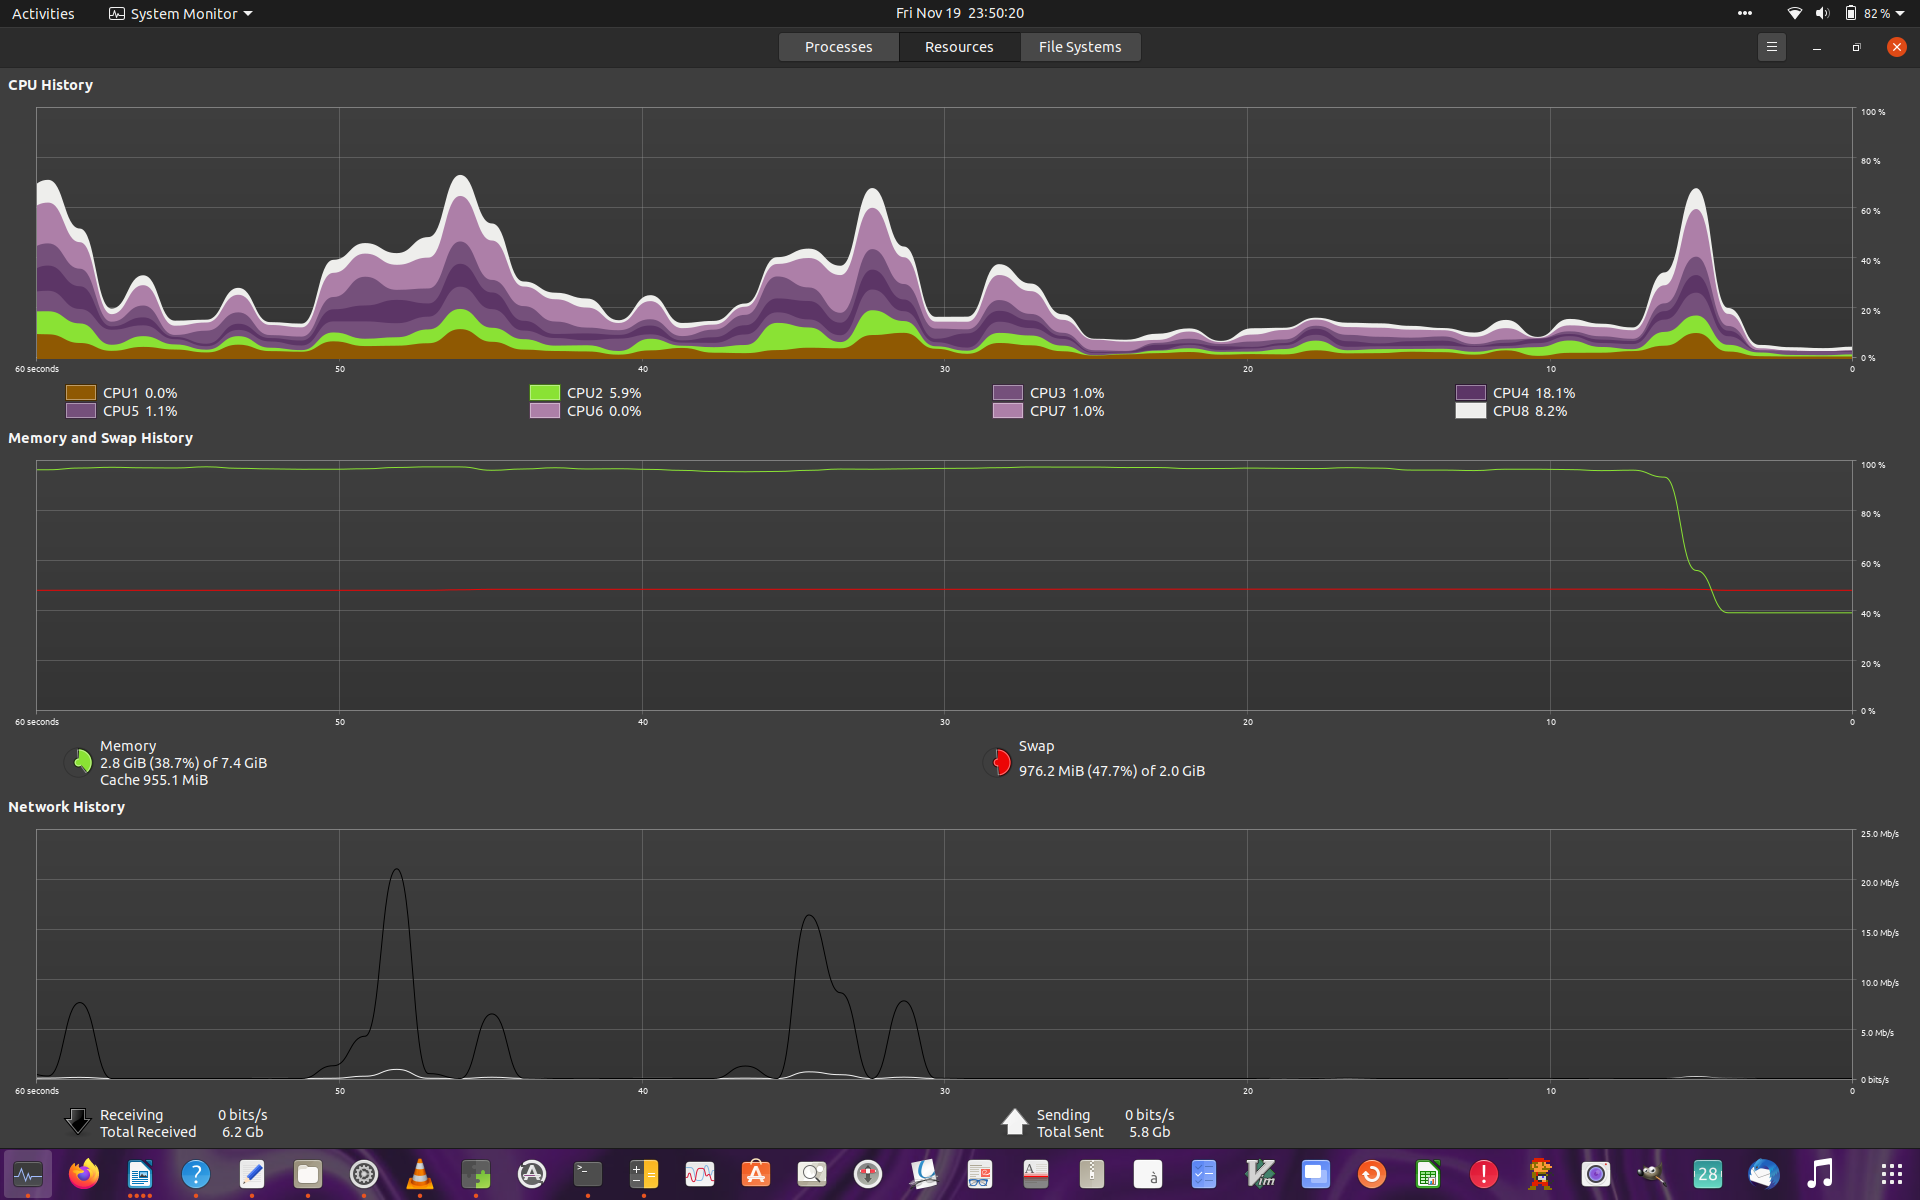 Activities
System Monitor
Fri Nov 19 23:50:20
82 %
Processes
Resources
File Systems
CPU History
100 %
80 %
60 %
40 %
20 %
0 %
60 seconds 50 40 30 20 10 0
CPU1 0.0% CPU2 5.9% CPU3 1.0% CPU4 18.1%
CPU5 1.1% CPU6 0.0% CPU7 1.0% CPU8 8.2%
Memory and Swap History
100 %
80 %
60 %
40 %
20 %
0 %
60 seconds 50 40 30 20 10 0
Memory
2.8 GiB (38.7%) of 7.4 GiB
Cache 955.1 MiB
Swap
976.2 MiB (47.7%) of 2.0 GiB
Network History
25.0 Mb/s
20.0 Mb/s
15.0 Mb/s
10.0 Mb/s
5.0 Mb/s
0 bits/s
60 seconds 50 40 30 20 10 0
Receiving 0 bits/s
Total Received 6.2 Gb
Sending 0 bits/s
Total Sent 5.8 Gb
?
>_
A
à
Vim
!
28